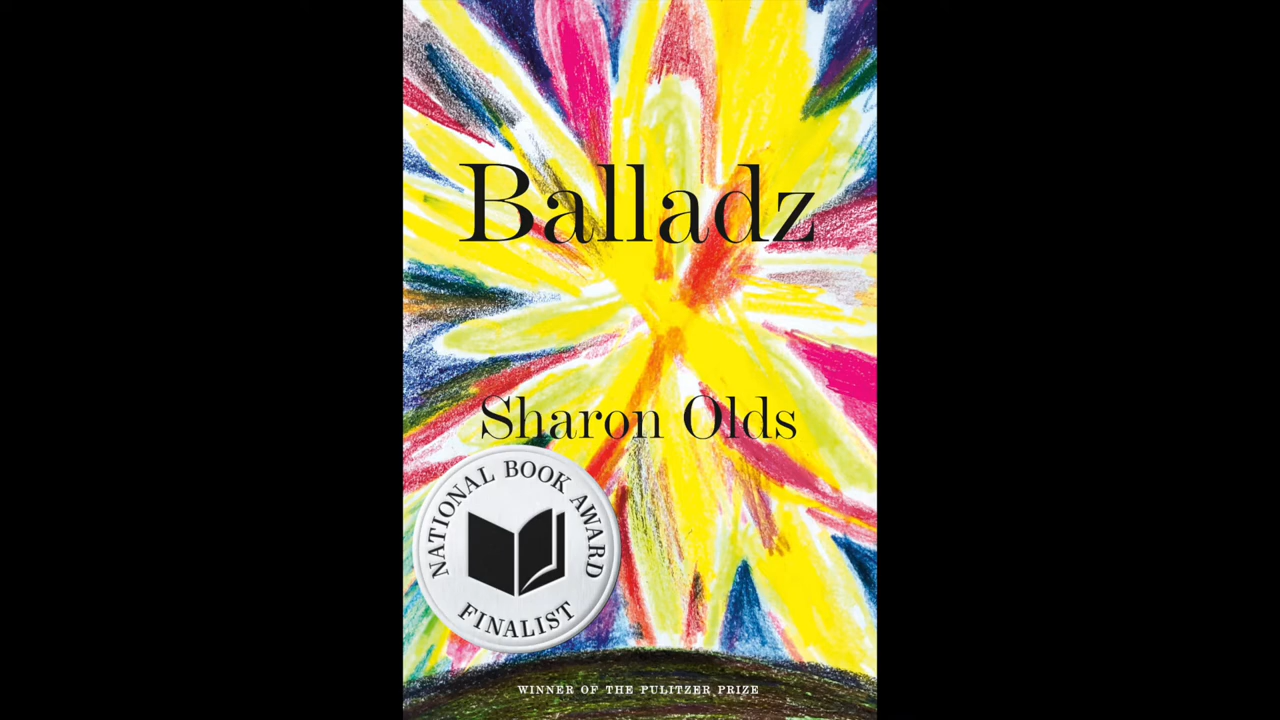 Balladz
Sharon Olds
NATIONAL BOOK AWARD
FINALIST
WINNER OF THE PULITZER PRIZE